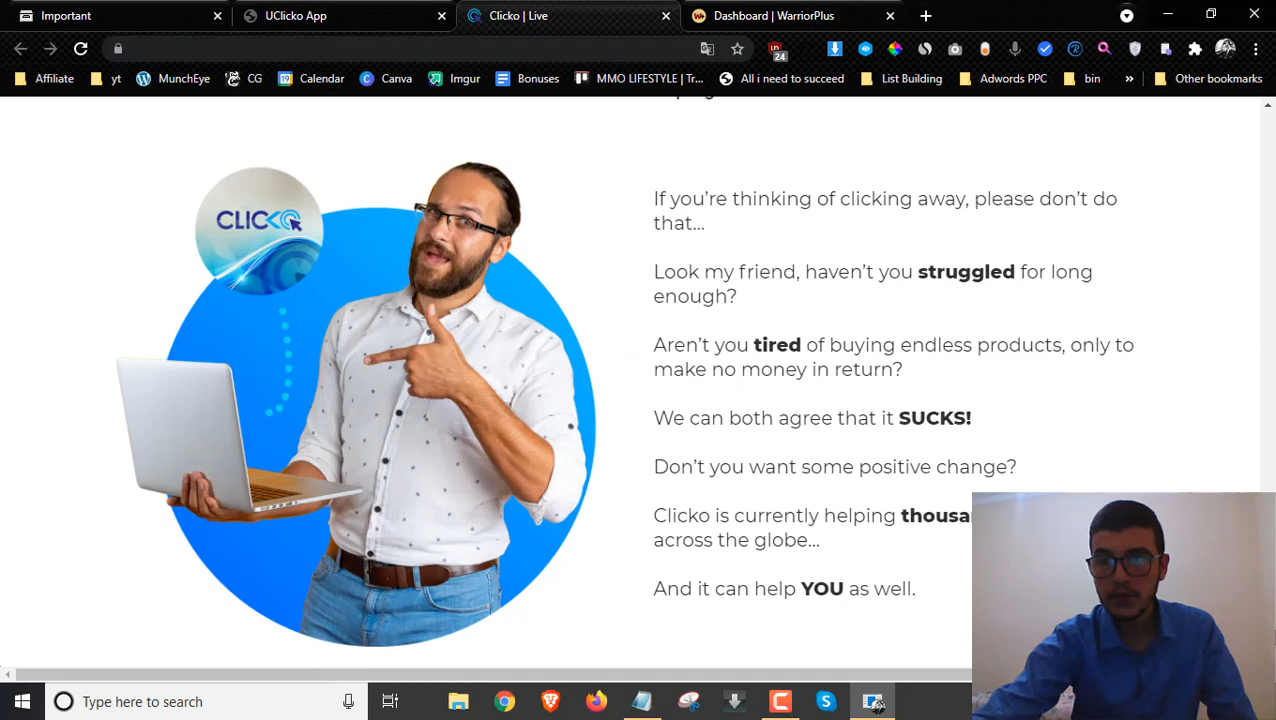 Important
UClicko App
Clicko | Live
Dashboard | WarriorPlus
24
Affiliate
yt
MunchEye
CG
Calendar
Canva
Imgur
Bonuses
MMO LIFESTYLE | Tr...
All i need to succeed
List Building
Adwords PPC
bin
Other bookmarks
CLICKO
If you’re thinking of clicking away, please don’t do
that...
Look my friend, haven’t you struggled for long
enough?
Aren’t you tired of buying endless products, only to
make no money in return?
We can both agree that it SUCKS!
Don’t you want some positive change?
Clicko is currently helping thousa
across the globe...
And it can help YOU as well.
Type here to search